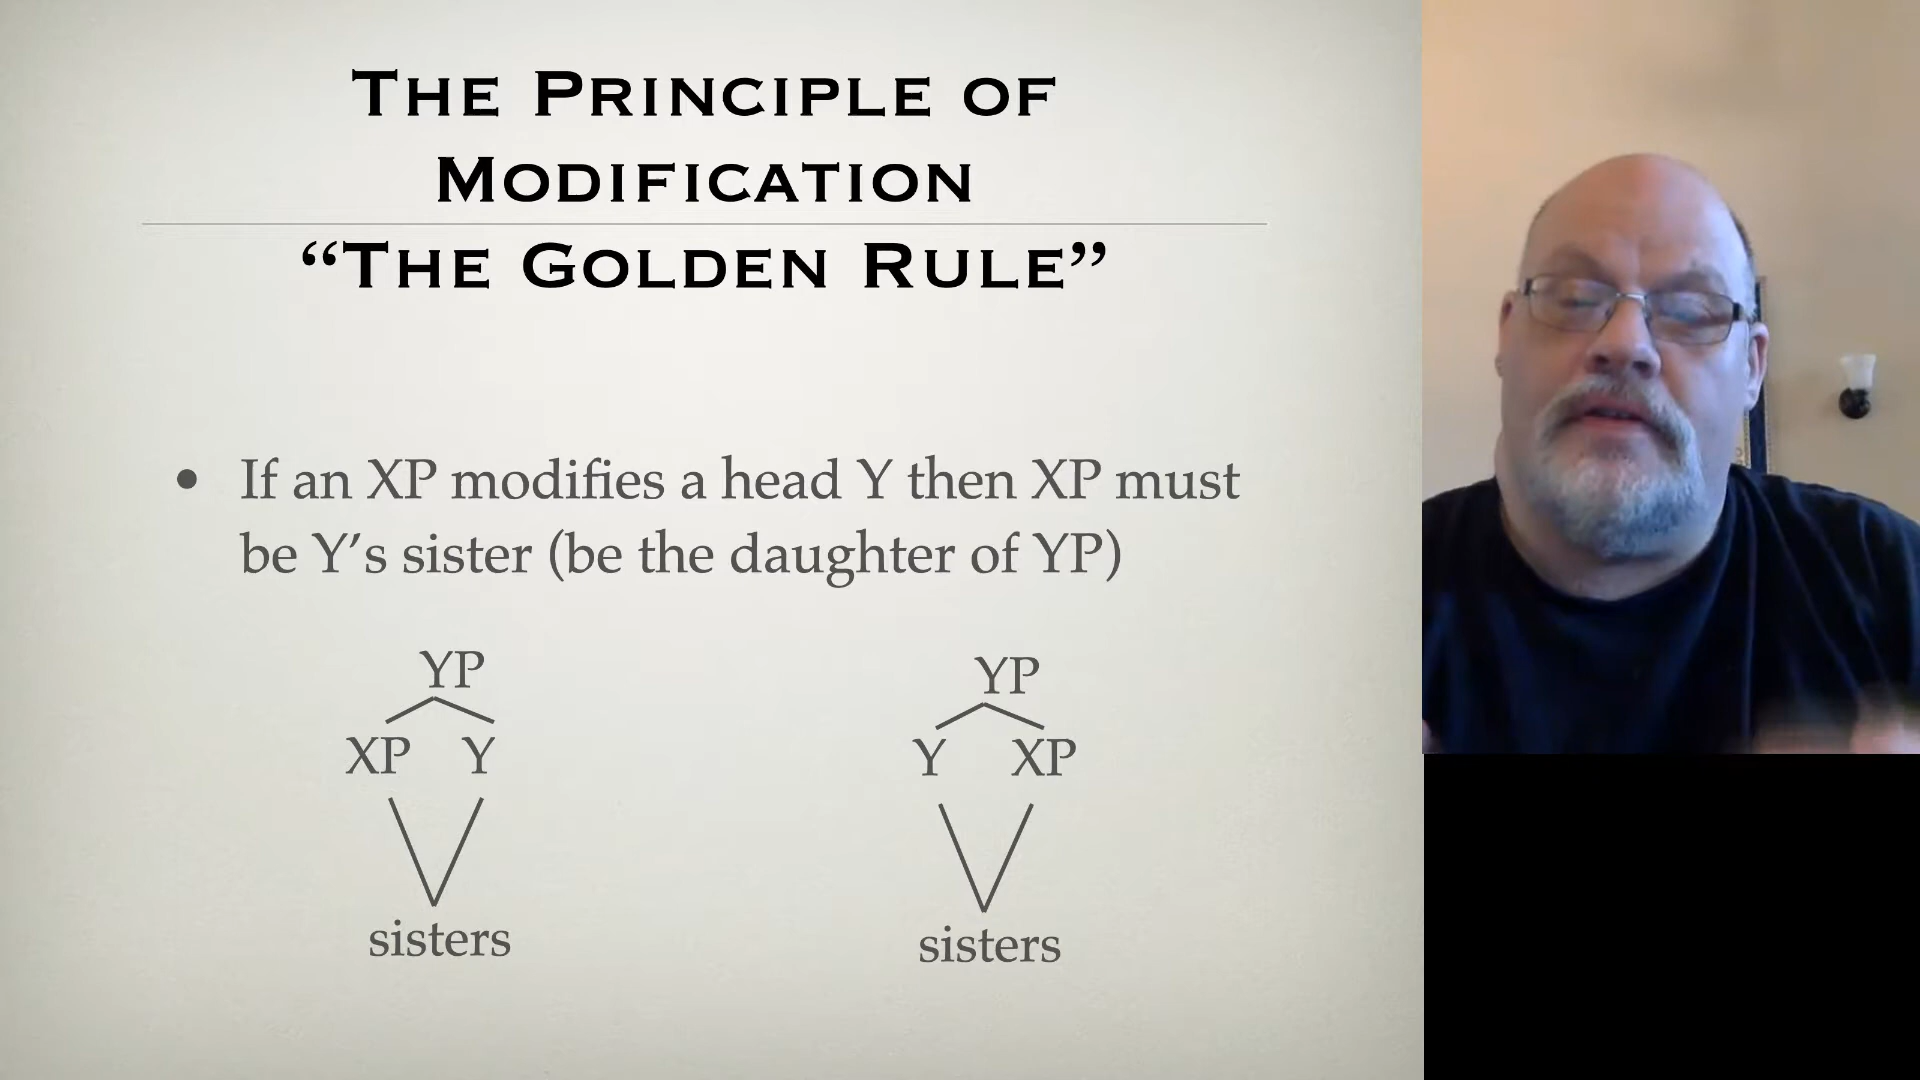 The Principle of
Modification
“The Golden Rule”
• If an XP modifies a head Y then XP must
be Y’s sister (be the daughter of YP)
YP
XP Y
sisters
YP
Y XP
sisters